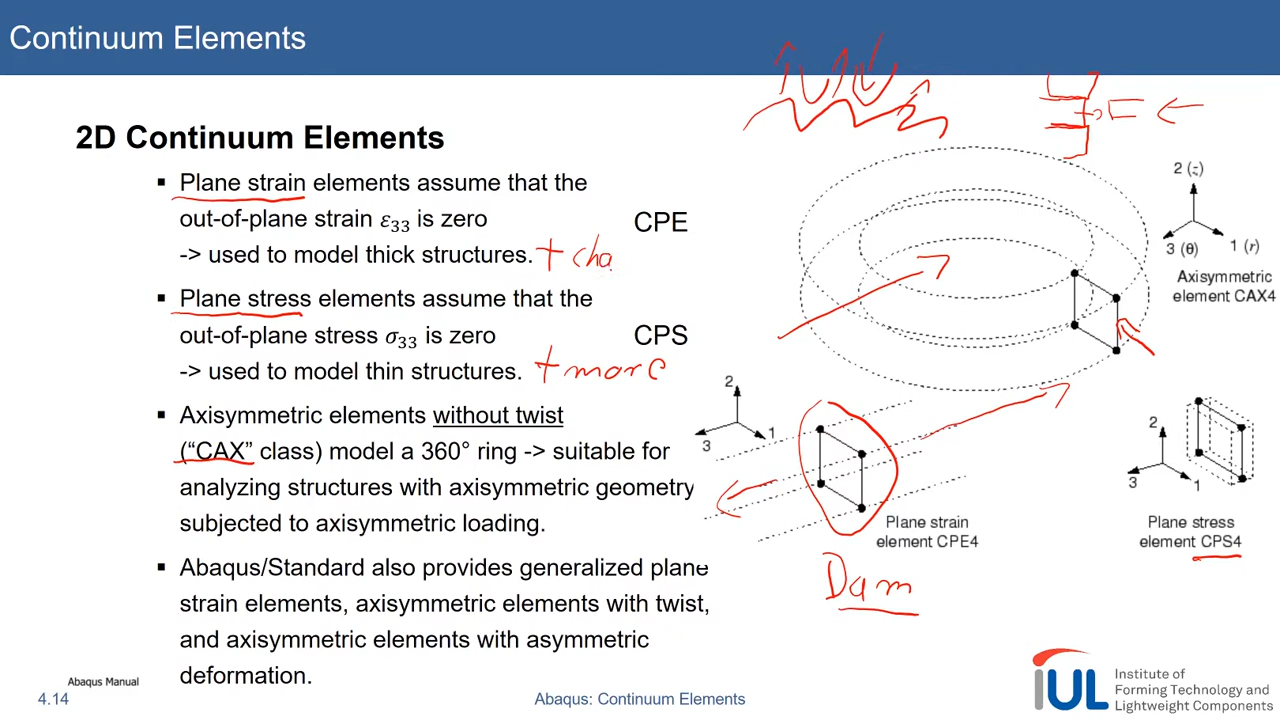 Continuum Elements
2D Continuum Elements
▪ Plane strain elements assume that the
out-of-plane strain ε₃₃ is zero
-> used to model thick structures. + cha
CPE
▪ Plane stress elements assume that the
out-of-plane stress σ₃₃ is zero
-> used to model thin structures. + more
CPS
▪ Axisymmetric elements without twist
(“CAX” class) model a 360° ring -> suitable for
analyzing structures with axisymmetric geometry
subjected to axisymmetric loading.
▪ Abaqus/Standard also provides generalized plane
strain elements, axisymmetric elements with twist,
and axisymmetric elements with asymmetric
deformation.
2 (z)
3 (θ)
1 (r)
Axisymmetric
element CAX4
2
3
1
Plane strain
element CPE4
Dam
2
3
1
Plane stress
element CPS4
Abaqus Manual
4.14
Abaqus: Continuum Elements
IUL
Institute of
Forming Technology and
Lightweight Components